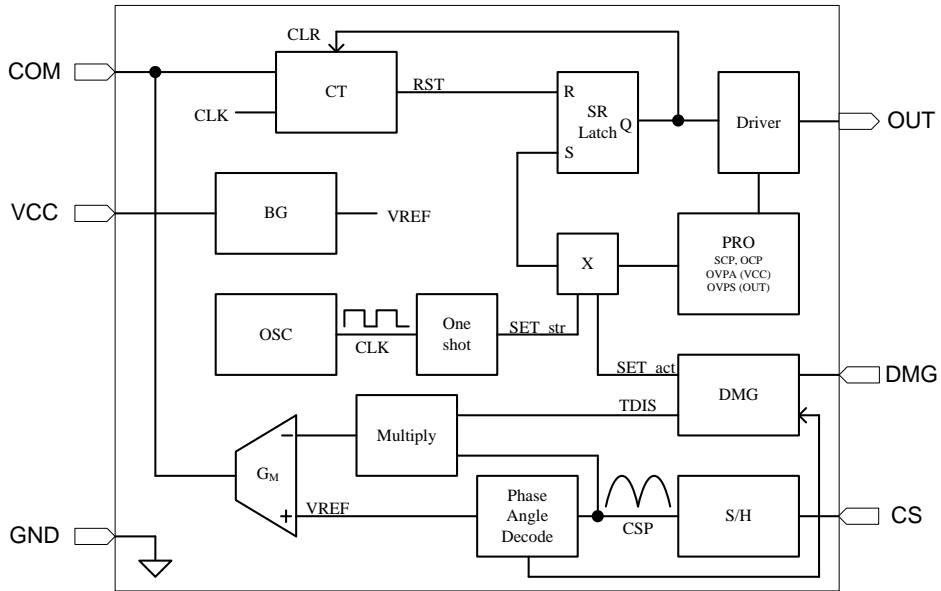 CLR
COM
CT
RST
CLK
R
SR
Latch
Q
S
Driver
OUT
VCC
BG
VREF
X
PRO
SCP, OCP
OVPA (VCC)
OVPS (OUT)
OSC
CLK
One
shot
SET_str
SET_act
DMG
DMG
TDIS
Multiply
GM
VREF
Phase
Angle
Decode
CSP
S/H
CS
GND